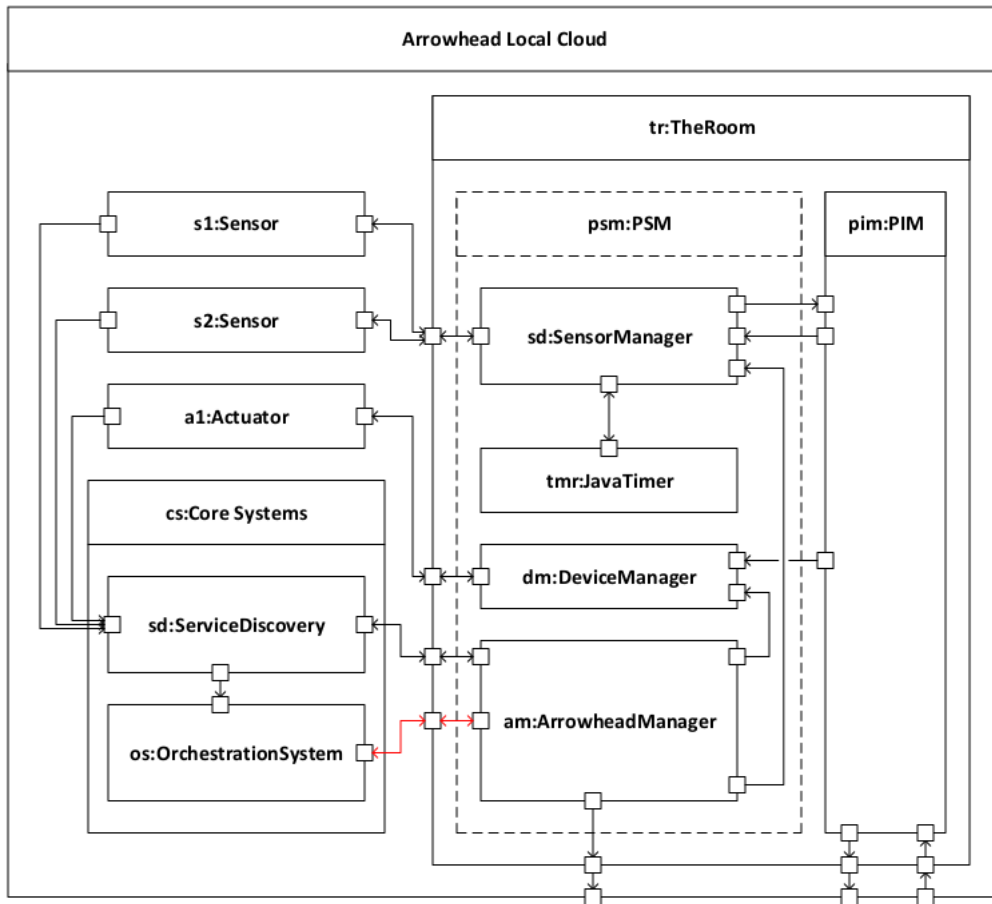 Arrowhead Local Cloud
tr:TheRoom
s1:Sensor
psm:PSM
pim:PIM
s2:Sensor
sd:SensorManager
a1:Actuator
tmr:JavaTimer
cs:Core Systems
dm:DeviceManager
sd:ServiceDiscovery
am:ArrowheadManager
os:OrchestrationSystem